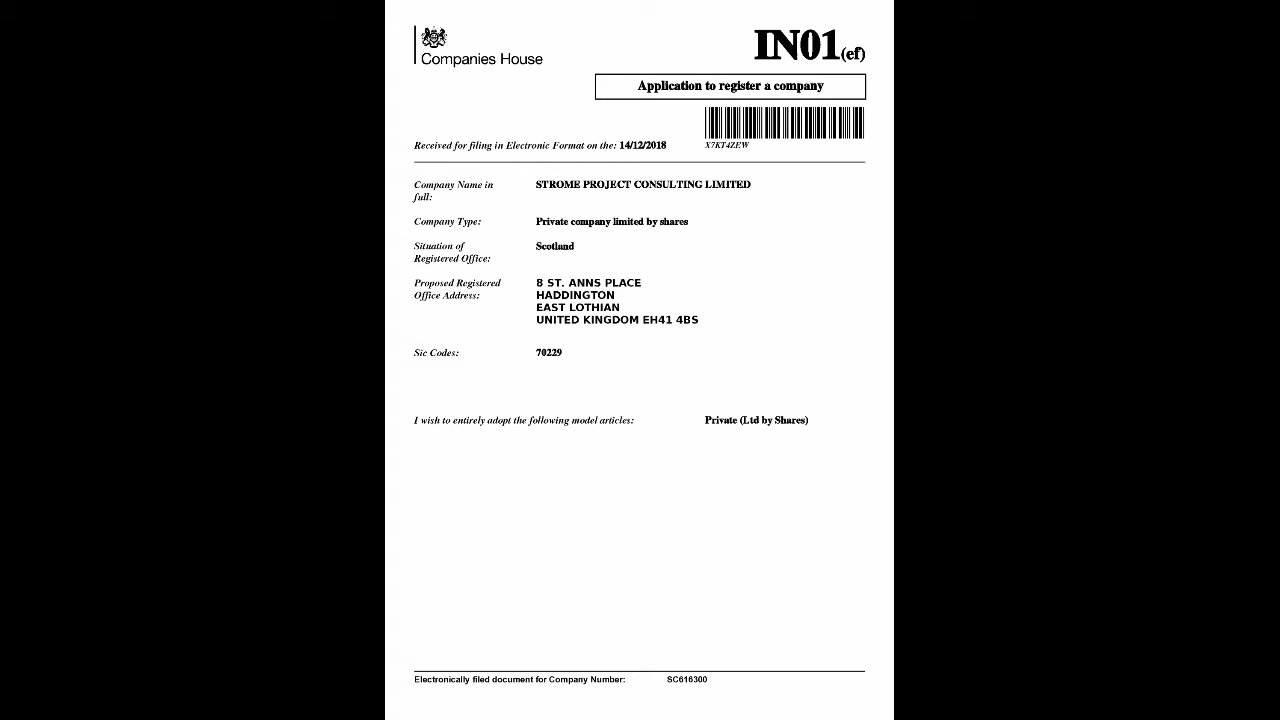 Companies House
IN01(ef)
Application to register a company
Received for filing in Electronic Format on the: 14/12/2018
X7KT4ZEW
Company Name in full: STROME PROJECT CONSULTING LIMITED
Company Type: Private company limited by shares
Situation of Registered Office: Scotland
Proposed Registered Office Address: 8 ST. ANNS PLACE
HADDINGTON
EAST LOTHIAN
UNITED KINGDOM EH41 4BS
Sic Codes: 70229
I wish to entirely adopt the following model articles: Private (Ltd by Shares)
Electronically filed document for Company Number: SC616300